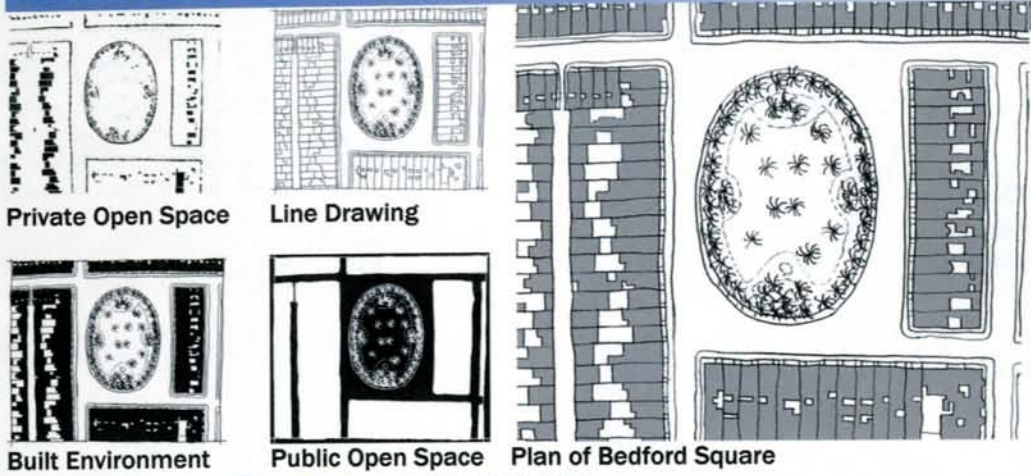 Private Open Space
Line Drawing
Built Environment
Public Open Space
Plan of Bedford Square